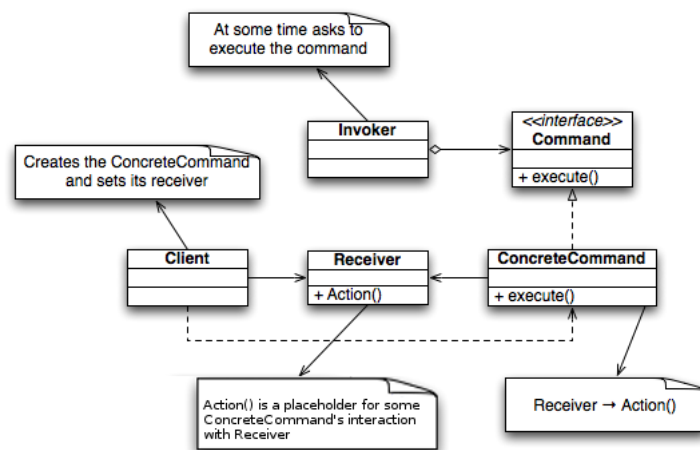 At some time asks to
execute the command
Invoker
<<interface>>
Command
+ execute()
Creates the ConcreteCommand
and sets its receiver
Client
Receiver
+ Action()
ConcreteCommand
+ execute()
Action() is a placeholder for some
ConcreteCommand's interaction
with Receiver
Receiver → Action()